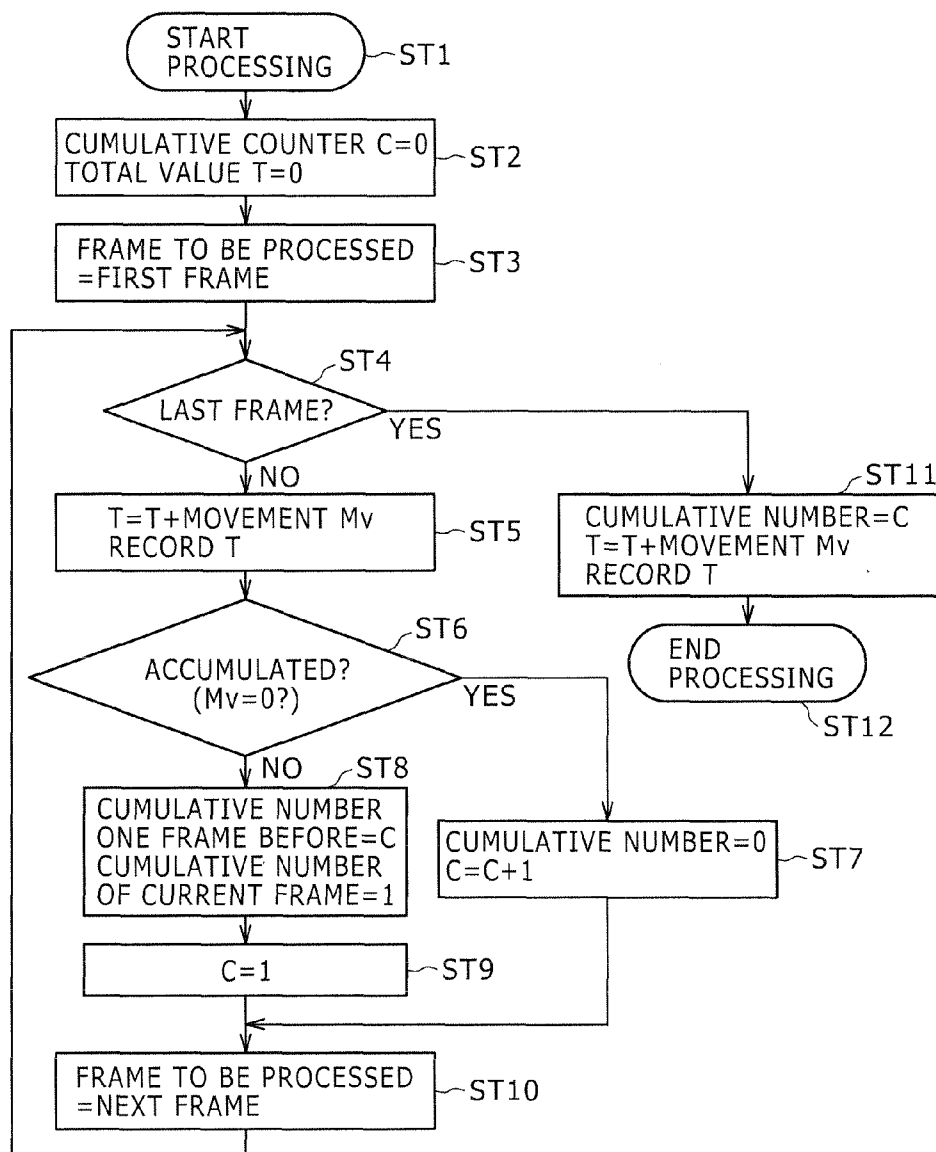 START
PROCESSING
ST1
CUMULATIVE COUNTER C=0
TOTAL VALUE T=0
ST2
FRAME TO BE PROCESSED
=FIRST FRAME
ST3
ST4
LAST FRAME?
YES
NO
T=T+MOVEMENT Mv
RECORD T
ST5
ST11
CUMULATIVE NUMBER=C
T=T+MOVEMENT Mv
RECORD T
ST6
ACCUMULATED?
(Mv=0?)
YES
NO
END
PROCESSING
ST12
ST8
CUMULATIVE NUMBER
ONE FRAME BEFORE=C
CUMULATIVE NUMBER
OF CURRENT FRAME=1
CUMULATIVE NUMBER=0
C=C+1
ST7
C=1
ST9
FRAME TO BE PROCESSED
=NEXT FRAME
ST10